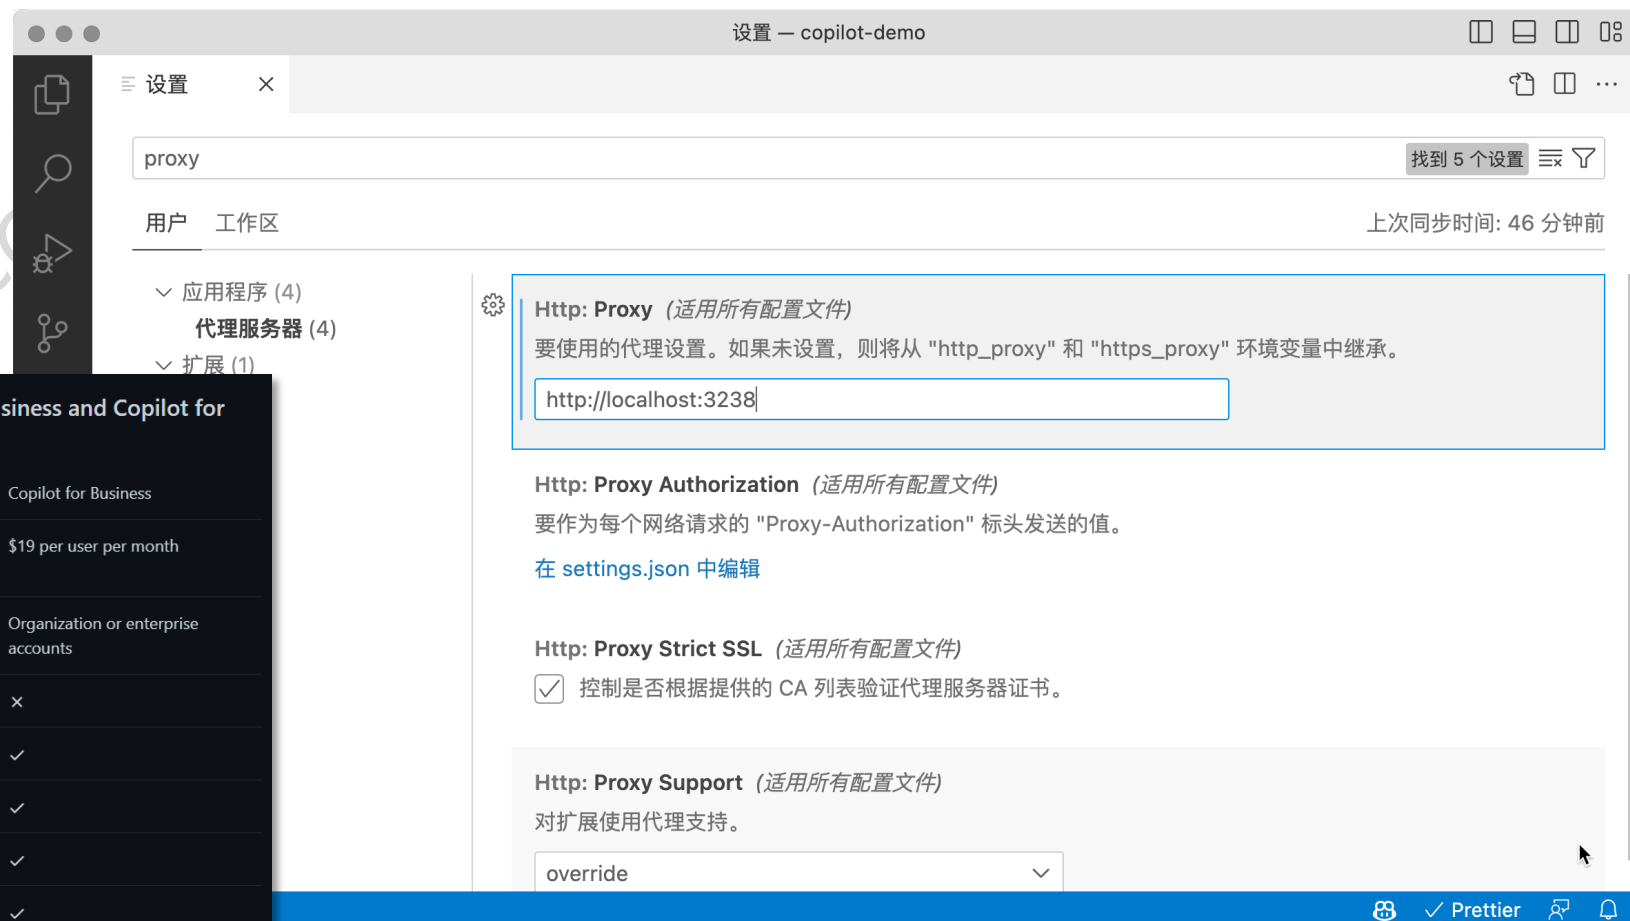 设置 — copilot-demo
设置
proxy
找到 5 个设置
用户 工作区
上次同步时间: 46 分钟前
应用程序 (4)
代理服务器 (4)
扩展 (1)
Http: Proxy (适用所有配置文件)
要使用的代理设置。如果未设置，则将从 "http_proxy" 和 "https_proxy" 环境变量中继承。
http://localhost:3238
Http: Proxy Authorization (适用所有配置文件)
要作为每个网络请求的 "Proxy-Authorization" 标头发送的值。
在 settings.json 中编辑
Http: Proxy Strict SSL (适用所有配置文件)
控制是否根据提供的 CA 列表验证代理服务器证书。
Http: Proxy Support (适用所有配置文件)
对扩展使用代理支持。
override
siness and Copilot for
Copilot for Business
$19 per user per month
Organization or enterprise
accounts
Prettier